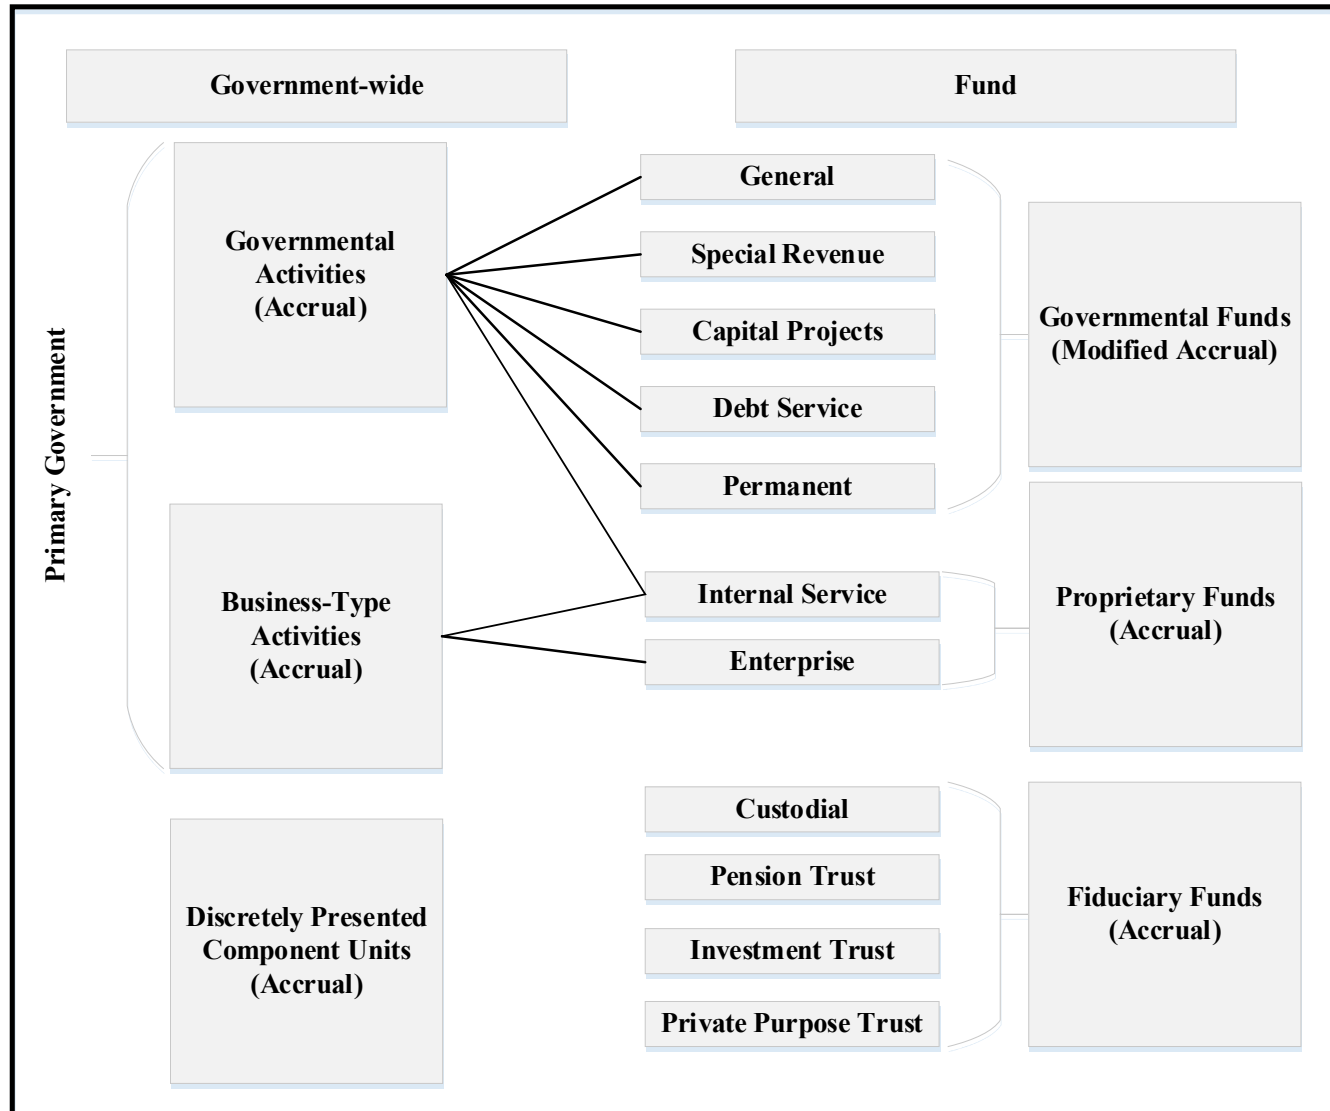 Government-wide
Fund
Primary Government
Governmental
Activities
(Accrual)
Business-Type
Activities
(Accrual)
Discretely Presented
Component Units
(Accrual)
General
Special Revenue
Capital Projects
Debt Service
Permanent
Internal Service
Enterprise
Custodial
Pension Trust
Investment Trust
Private Purpose Trust
Governmental Funds
(Modified Accrual)
Proprietary Funds
(Accrual)
Fiduciary Funds
(Accrual)